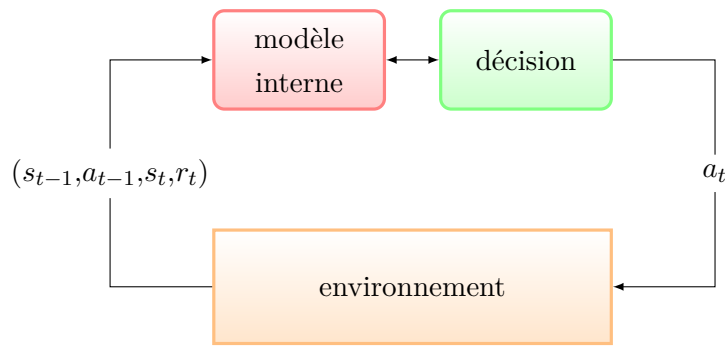 modèle
interne
décision
(s_{t−1},a_{t−1},s_t,r_t)
a_t
environnement